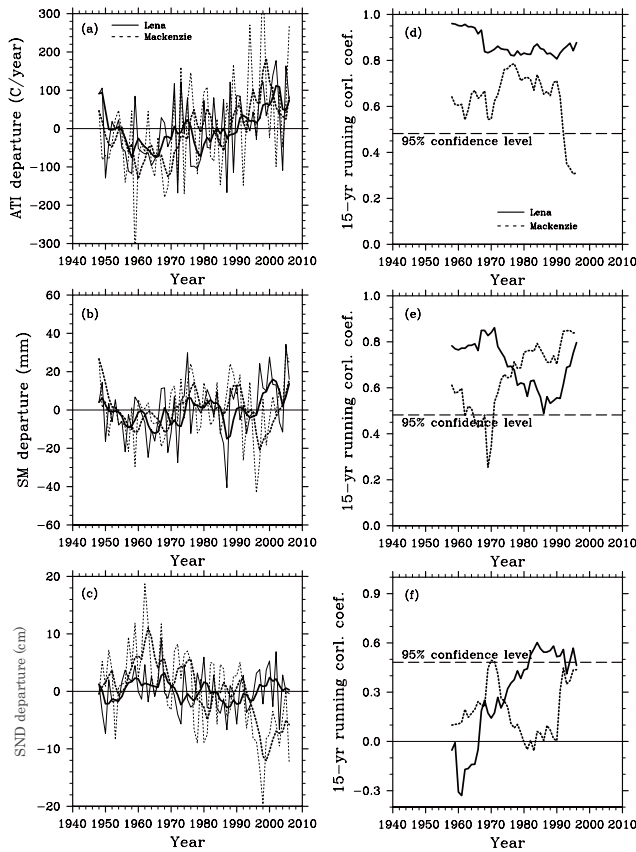 (a)
Lena
Mackenzie
ATI departure (C/year)
300
200
100
0
−100
−200
−300
1940 1950 1960 1970 1980 1990 2000 2010
Year
(d)
15−yr running corl. coef.
1.0
0.8
0.6
0.4
0.2
0.0
95% confidence level
Lena
Mackenzie
1940 1950 1960 1970 1980 1990 2000 2010
Year
(b)
SM departure (mm)
60
40
20
0
−20
−40
−60
1940 1950 1960 1970 1980 1990 2000 2010
Year
(e)
15−yr running corl. coef.
1.0
0.8
0.6
0.4
0.2
0.0
95% confidence level
1940 1950 1960 1970 1980 1990 2000 2010
Year
(c)
SND departure (cm)
20
10
0
−10
−20
1940 1950 1960 1970 1980 1990 2000 2010
Year
(f)
15−yr running corl. coef.
0.9
0.6
0.3
0.0
−0.3
95% confidence level
1940 1950 1960 1970 1980 1990 2000 2010
Year